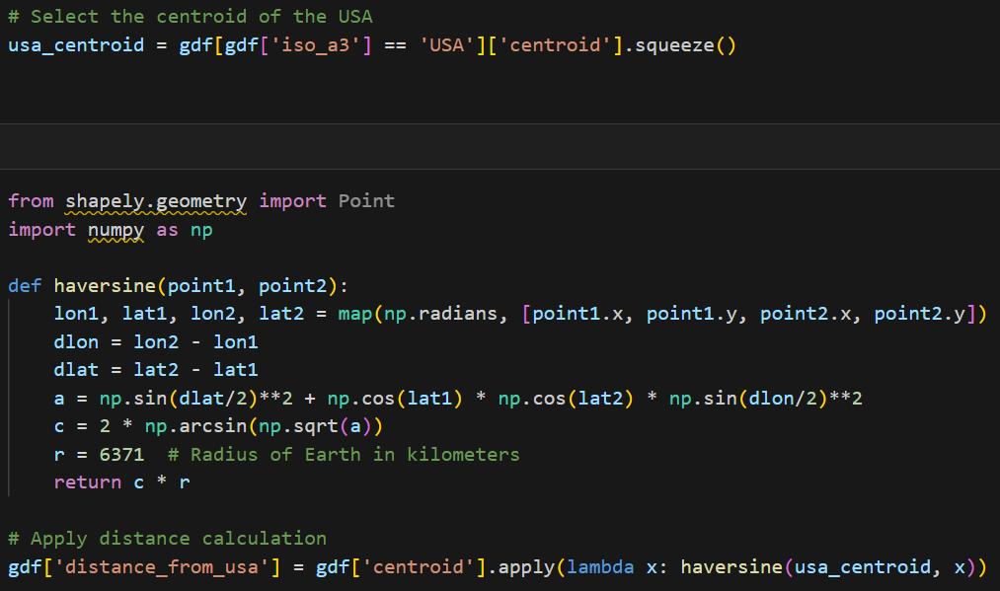 # Select the centroid of the USA
usa_centroid = gdf[gdf['iso_a3'] == 'USA']['centroid'].squeeze()
from shapely.geometry import Point
import numpy as np
def haversine(point1, point2):
    lon1, lat1, lon2, lat2 = map(np.radians, [point1.x, point1.y, point2.x, point2.y])
    dlon = lon2 - lon1
    dlat = lat2 - lat1
    a = np.sin(dlat/2)**2 + np.cos(lat1) * np.cos(lat2) * np.sin(dlon/2)**2
    c = 2 * np.arcsin(np.sqrt(a))
    r = 6371  # Radius of Earth in kilometers
    return c * r
# Apply distance calculation
gdf['distance_from_usa'] = gdf['centroid'].apply(lambda x: haversine(usa_centroid, x))